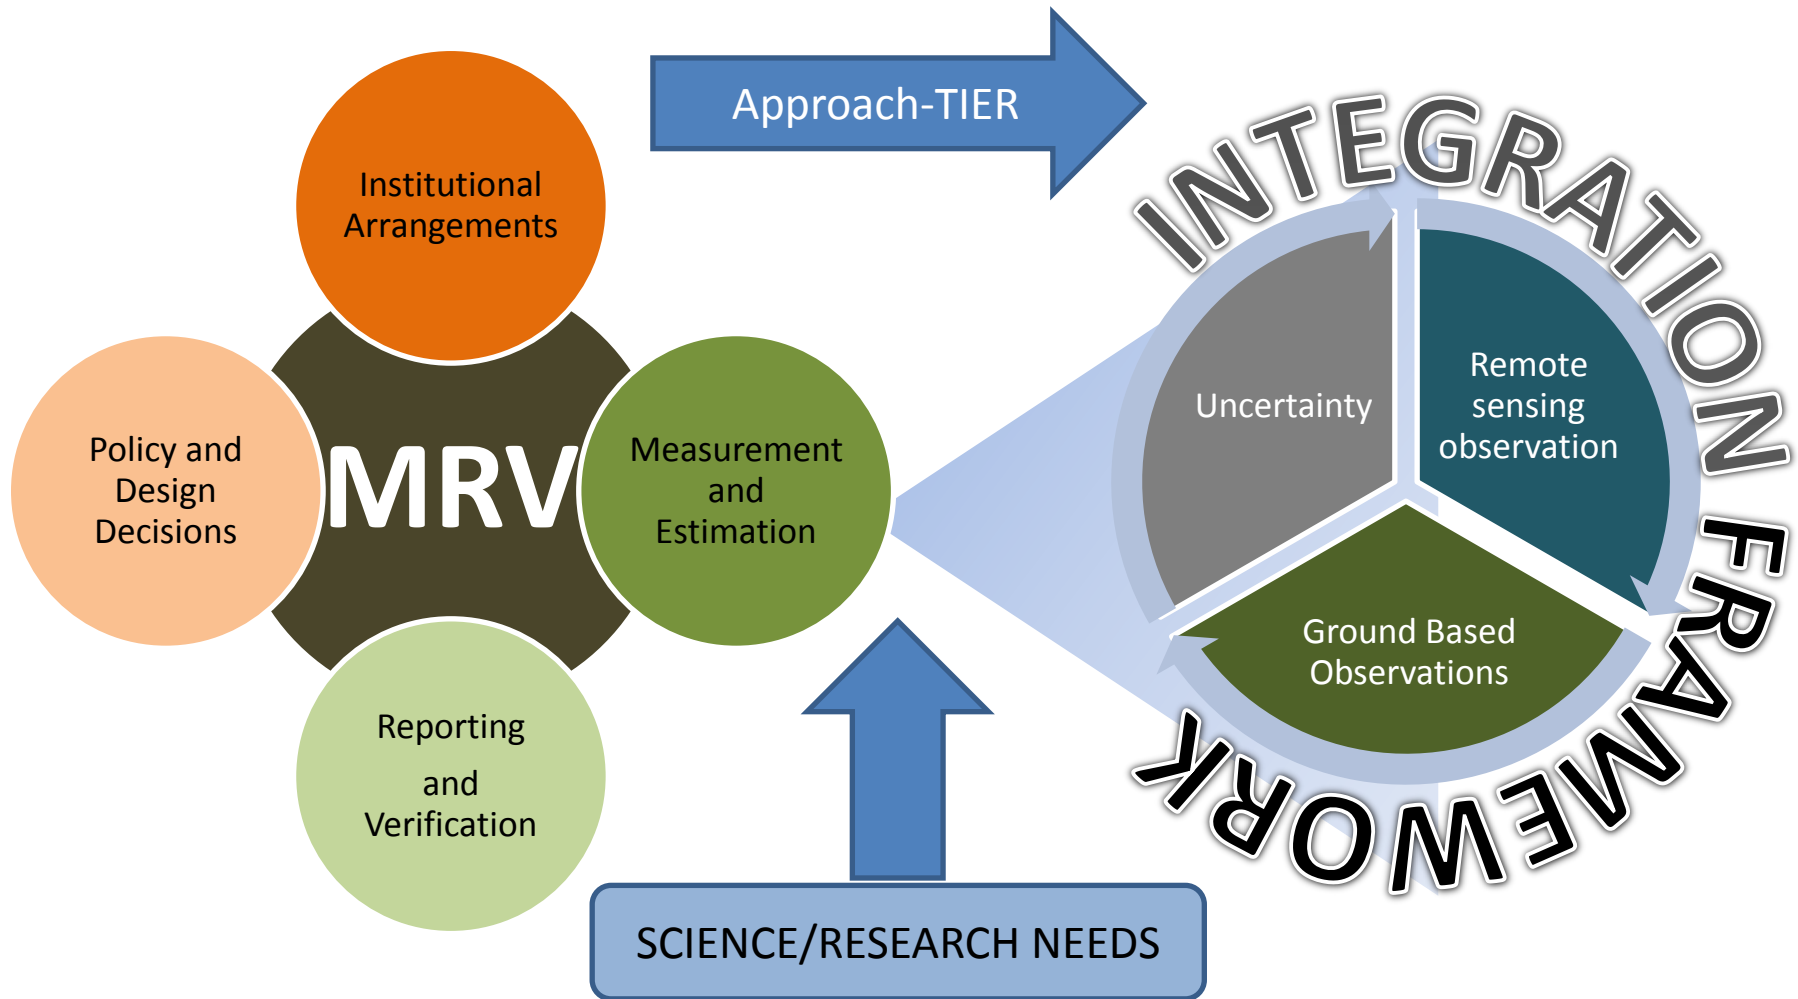 Approach-TIER
Institutional
Arrangements
Policy and
Design
Decisions
MRV
Measurement
and
Estimation
Reporting
and
Verification
SCIENCE/RESEARCH NEEDS
INTEGRATION FRAMEWORK
Uncertainty
Remote
sensing
observation
Ground Based
Observations